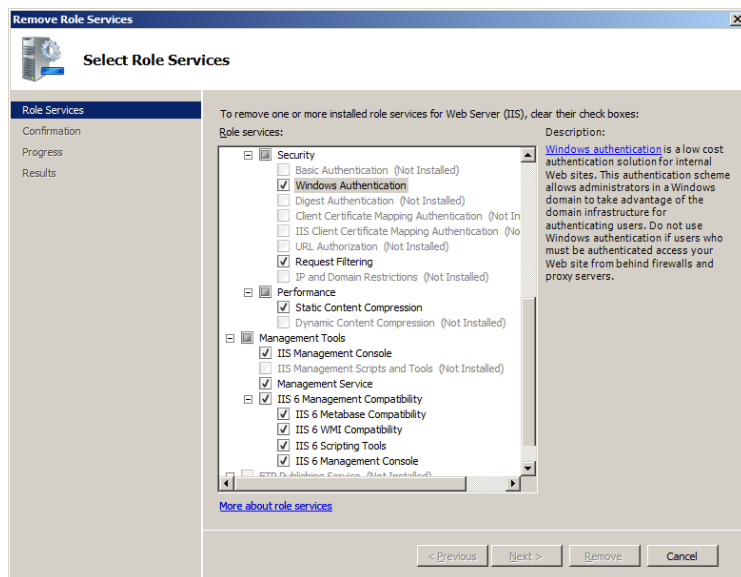 Remove Role Services
Select Role Services
Role Services
Confirmation
Progress
Results
To remove one or more installed role services for Web Server (IIS), clear their check boxes:
Role services:
Security
Basic Authentication (Not Installed)
Windows Authentication
Digest Authentication (Not Installed)
Client Certificate Mapping Authentication (Not In
IIS Client Certificate Mapping Authentication (No
URL Authorization (Not Installed)
Request Filtering
IP and Domain Restrictions (Not Installed)
Performance
Static Content Compression
Dynamic Content Compression (Not Installed)
Management Tools
IIS Management Console
IIS Management Scripts and Tools (Not Installed)
Management Service
IIS 6 Management Compatibility
IIS 6 Metabase Compatibility
IIS 6 WMI Compatibility
IIS 6 Scripting Tools
IIS 6 Management Console
FTP Publishing Service (Not Installed)
Description:
Windows authentication is a low cost
authentication solution for internal
Web sites. This authentication scheme
allows administrators in a Windows
domain to take advantage of the
domain infrastructure for
authenticating users. Do not use
Windows authentication if users who
must be authenticated access your
Web site from behind firewalls and
proxy servers.
More about role services
< Previous
Next >
Remove
Cancel